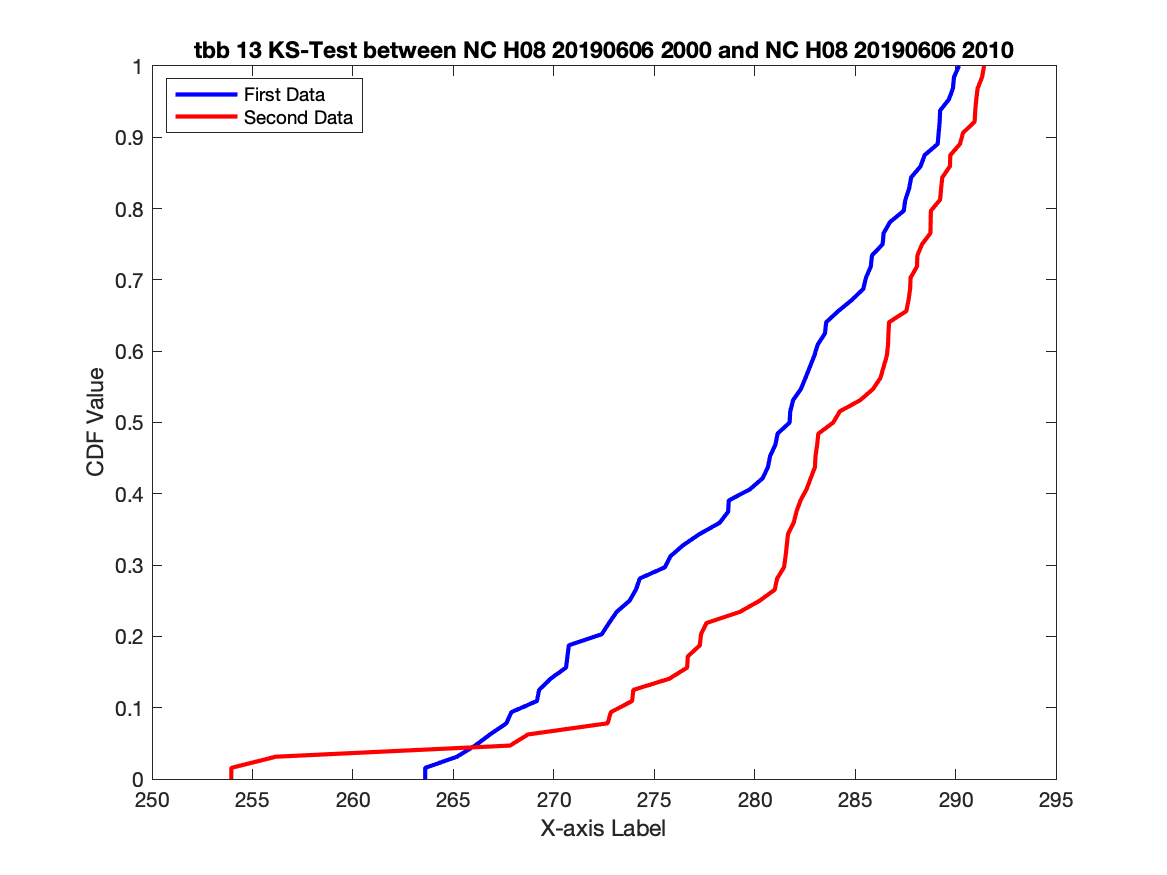 tbb 13 KS-Test between NC H08 20190606 2000 and NC H08 20190606 2010
First Data
Second Data
CDF Value
1
0.9
0.8
0.7
0.6
0.5
0.4
0.3
0.2
0.1
0
250 255 260 265 270 275 280 285 290 295
X-axis Label